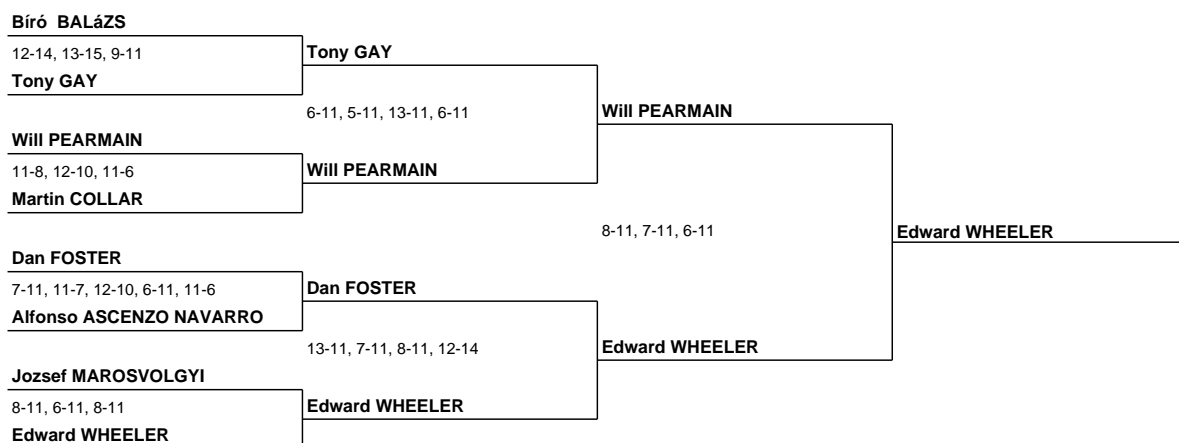 Bíró  BALáZS
12-14, 13-15, 9-11
Tony GAY
Tony GAY
6-11, 5-11, 13-11, 6-11
Will PEARMAIN
Will PEARMAIN
11-8, 12-10, 11-6
Will PEARMAIN
Martin COLLAR
8-11, 7-11, 6-11
Edward WHEELER
Dan FOSTER
7-11, 11-7, 12-10, 6-11, 11-6
Dan FOSTER
Alfonso ASCENZO NAVARRO
13-11, 7-11, 8-11, 12-14
Edward WHEELER
Jozsef MAROSVOLGYI
8-11, 6-11, 8-11
Edward WHEELER
Edward WHEELER